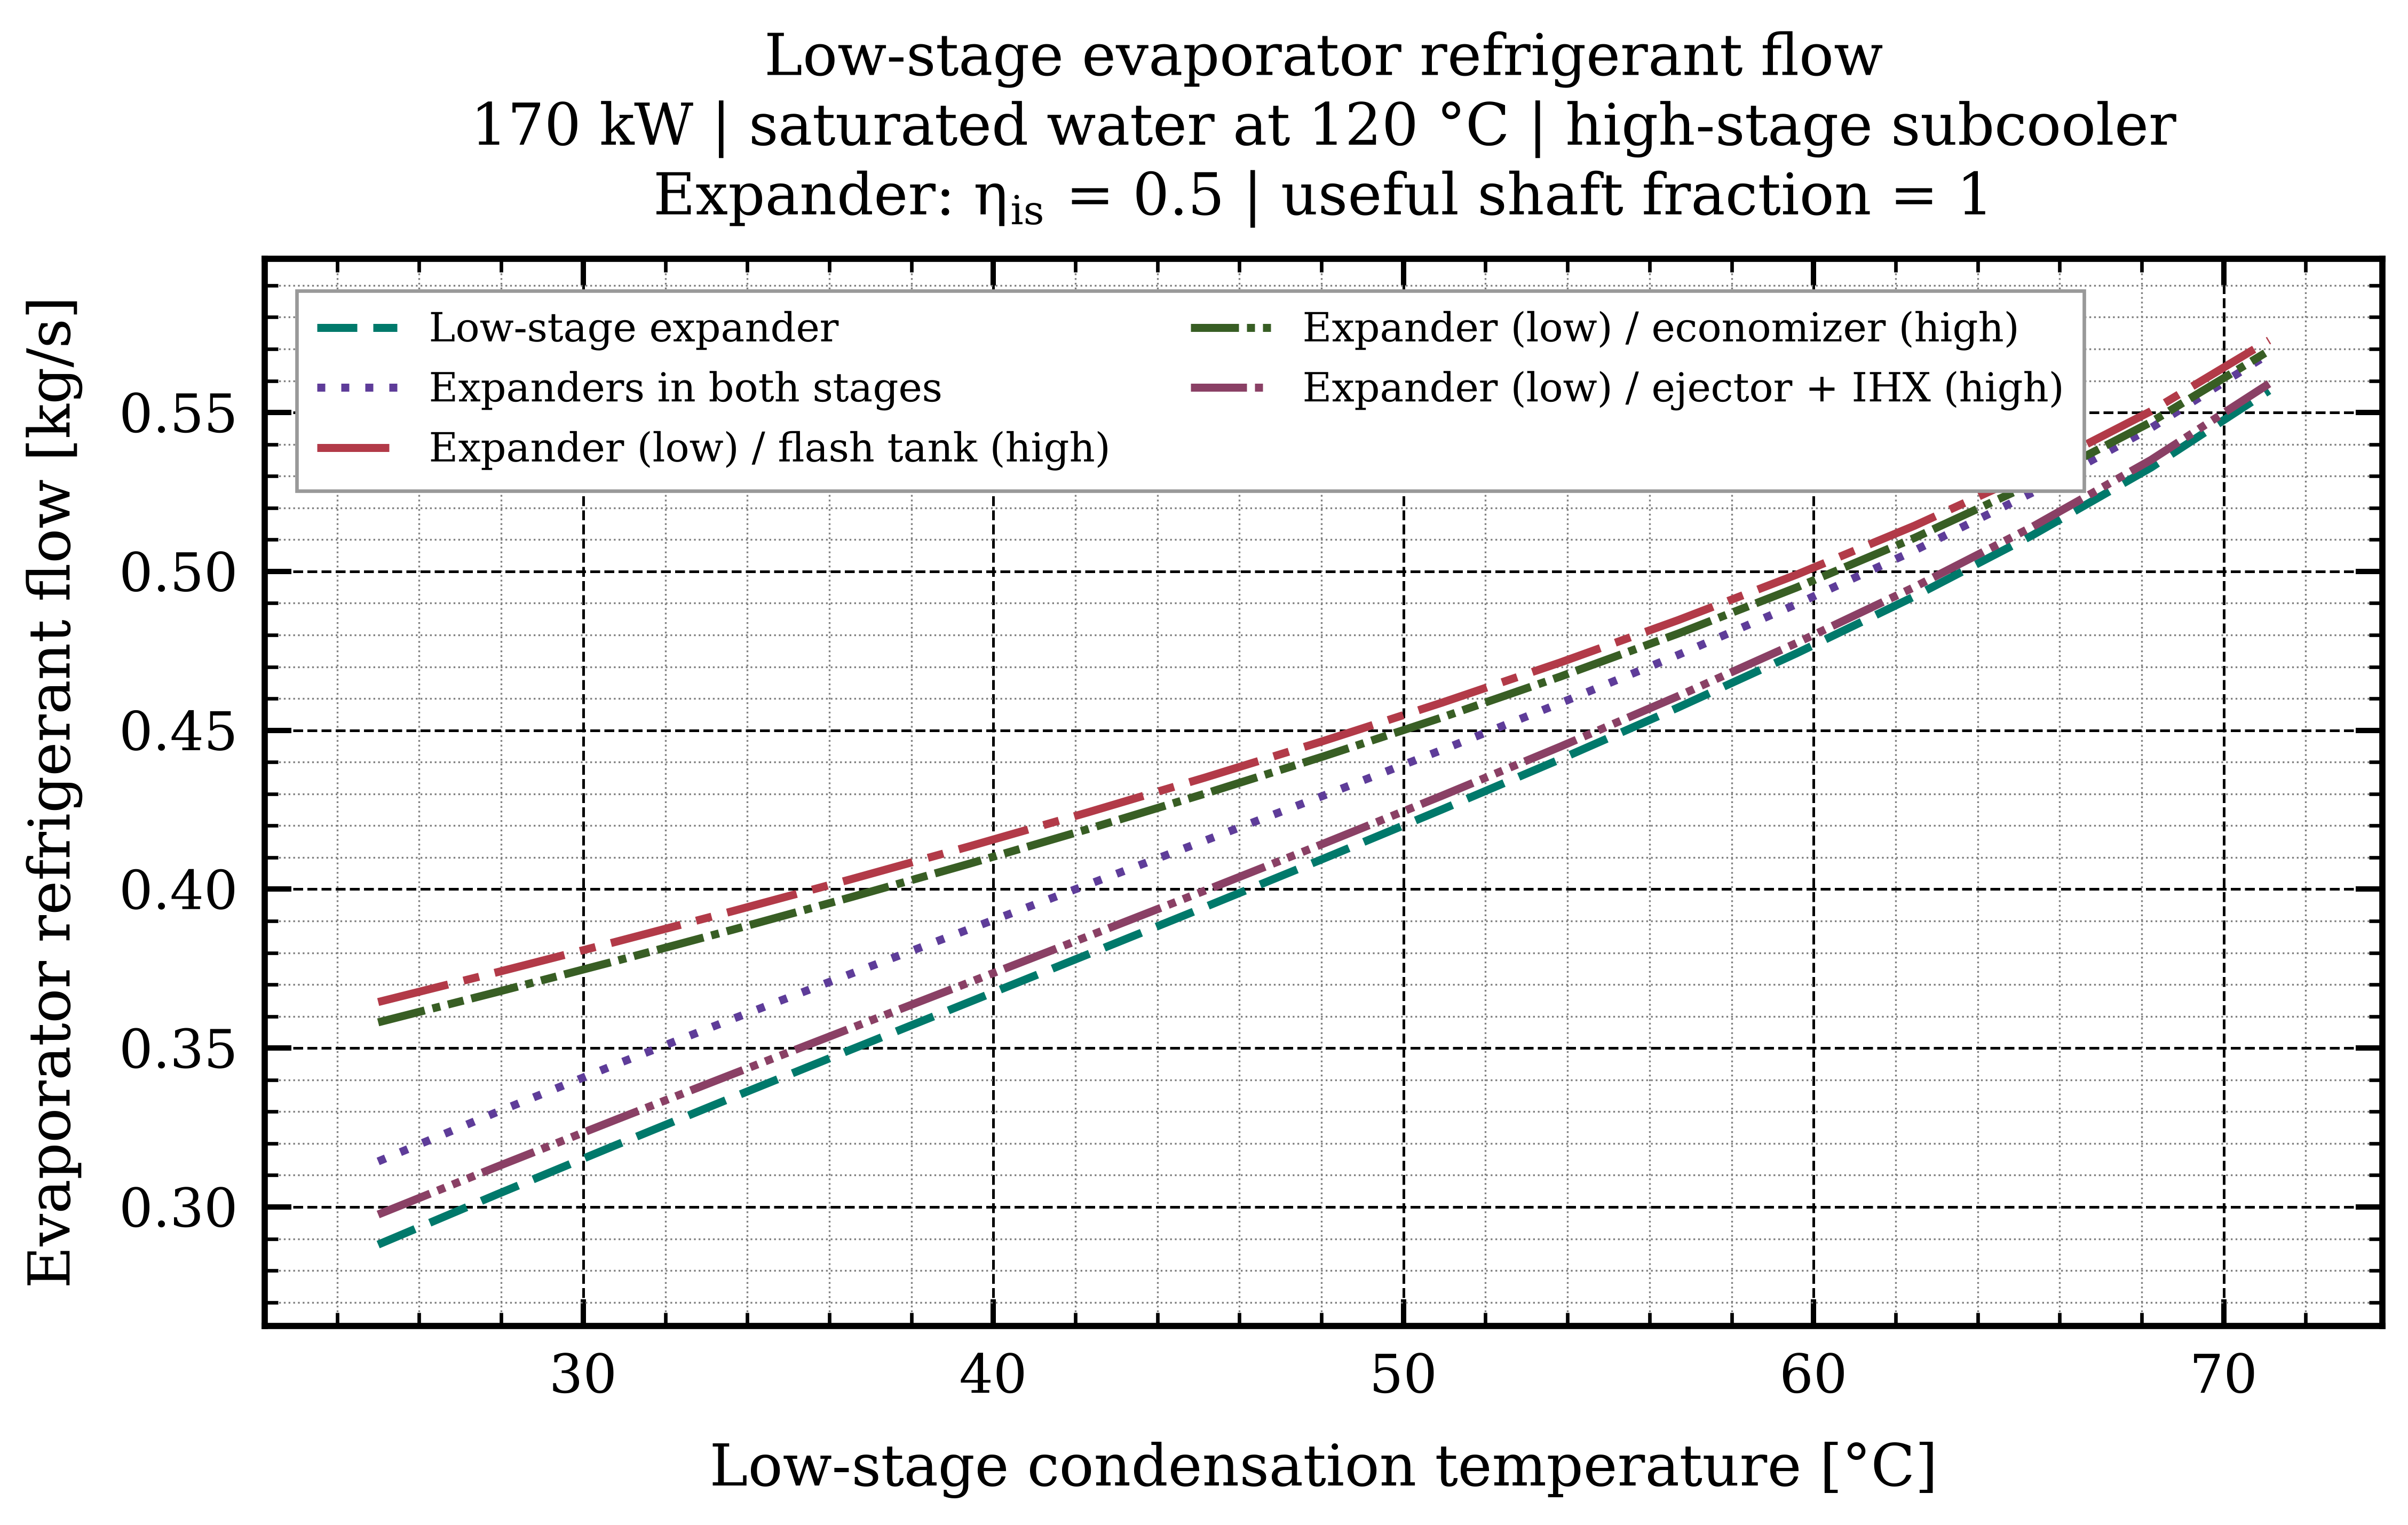 Low-stage evaporator refrigerant flow
170 kW | saturated water at 120 °C | high-stage subcooler
Expander: ηis = 0.5 | useful shaft fraction = 1
Low-stage expander
Expanders in both stages
Expander (low) / flash tank (high)
Expander (low) / economizer (high)
Expander (low) / ejector + IHX (high)
Evaporator refrigerant flow [kg/s]
0.55
0.50
0.45
0.40
0.35
0.30
30 40 50 60 70
Low-stage condensation temperature [°C]